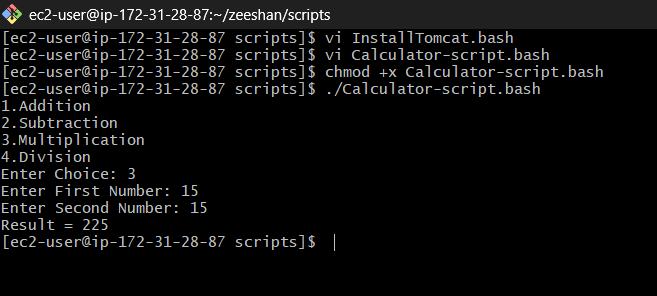 ec2-user@ip-172-31-28-87:~/zeeshan/scripts
[ec2-user@ip-172-31-28-87 scripts]$ vi InstallTomcat.bash
[ec2-user@ip-172-31-28-87 scripts]$ vi Calculator-script.bash
[ec2-user@ip-172-31-28-87 scripts]$ chmod +x Calculator-script.bash
[ec2-user@ip-172-31-28-87 scripts]$ ./Calculator-script.bash
1.Addition
2.Subtraction
3.Multiplication
4.Division
Enter Choice: 3
Enter First Number: 15
Enter Second Number: 15
Result = 225
[ec2-user@ip-172-31-28-87 scripts]$